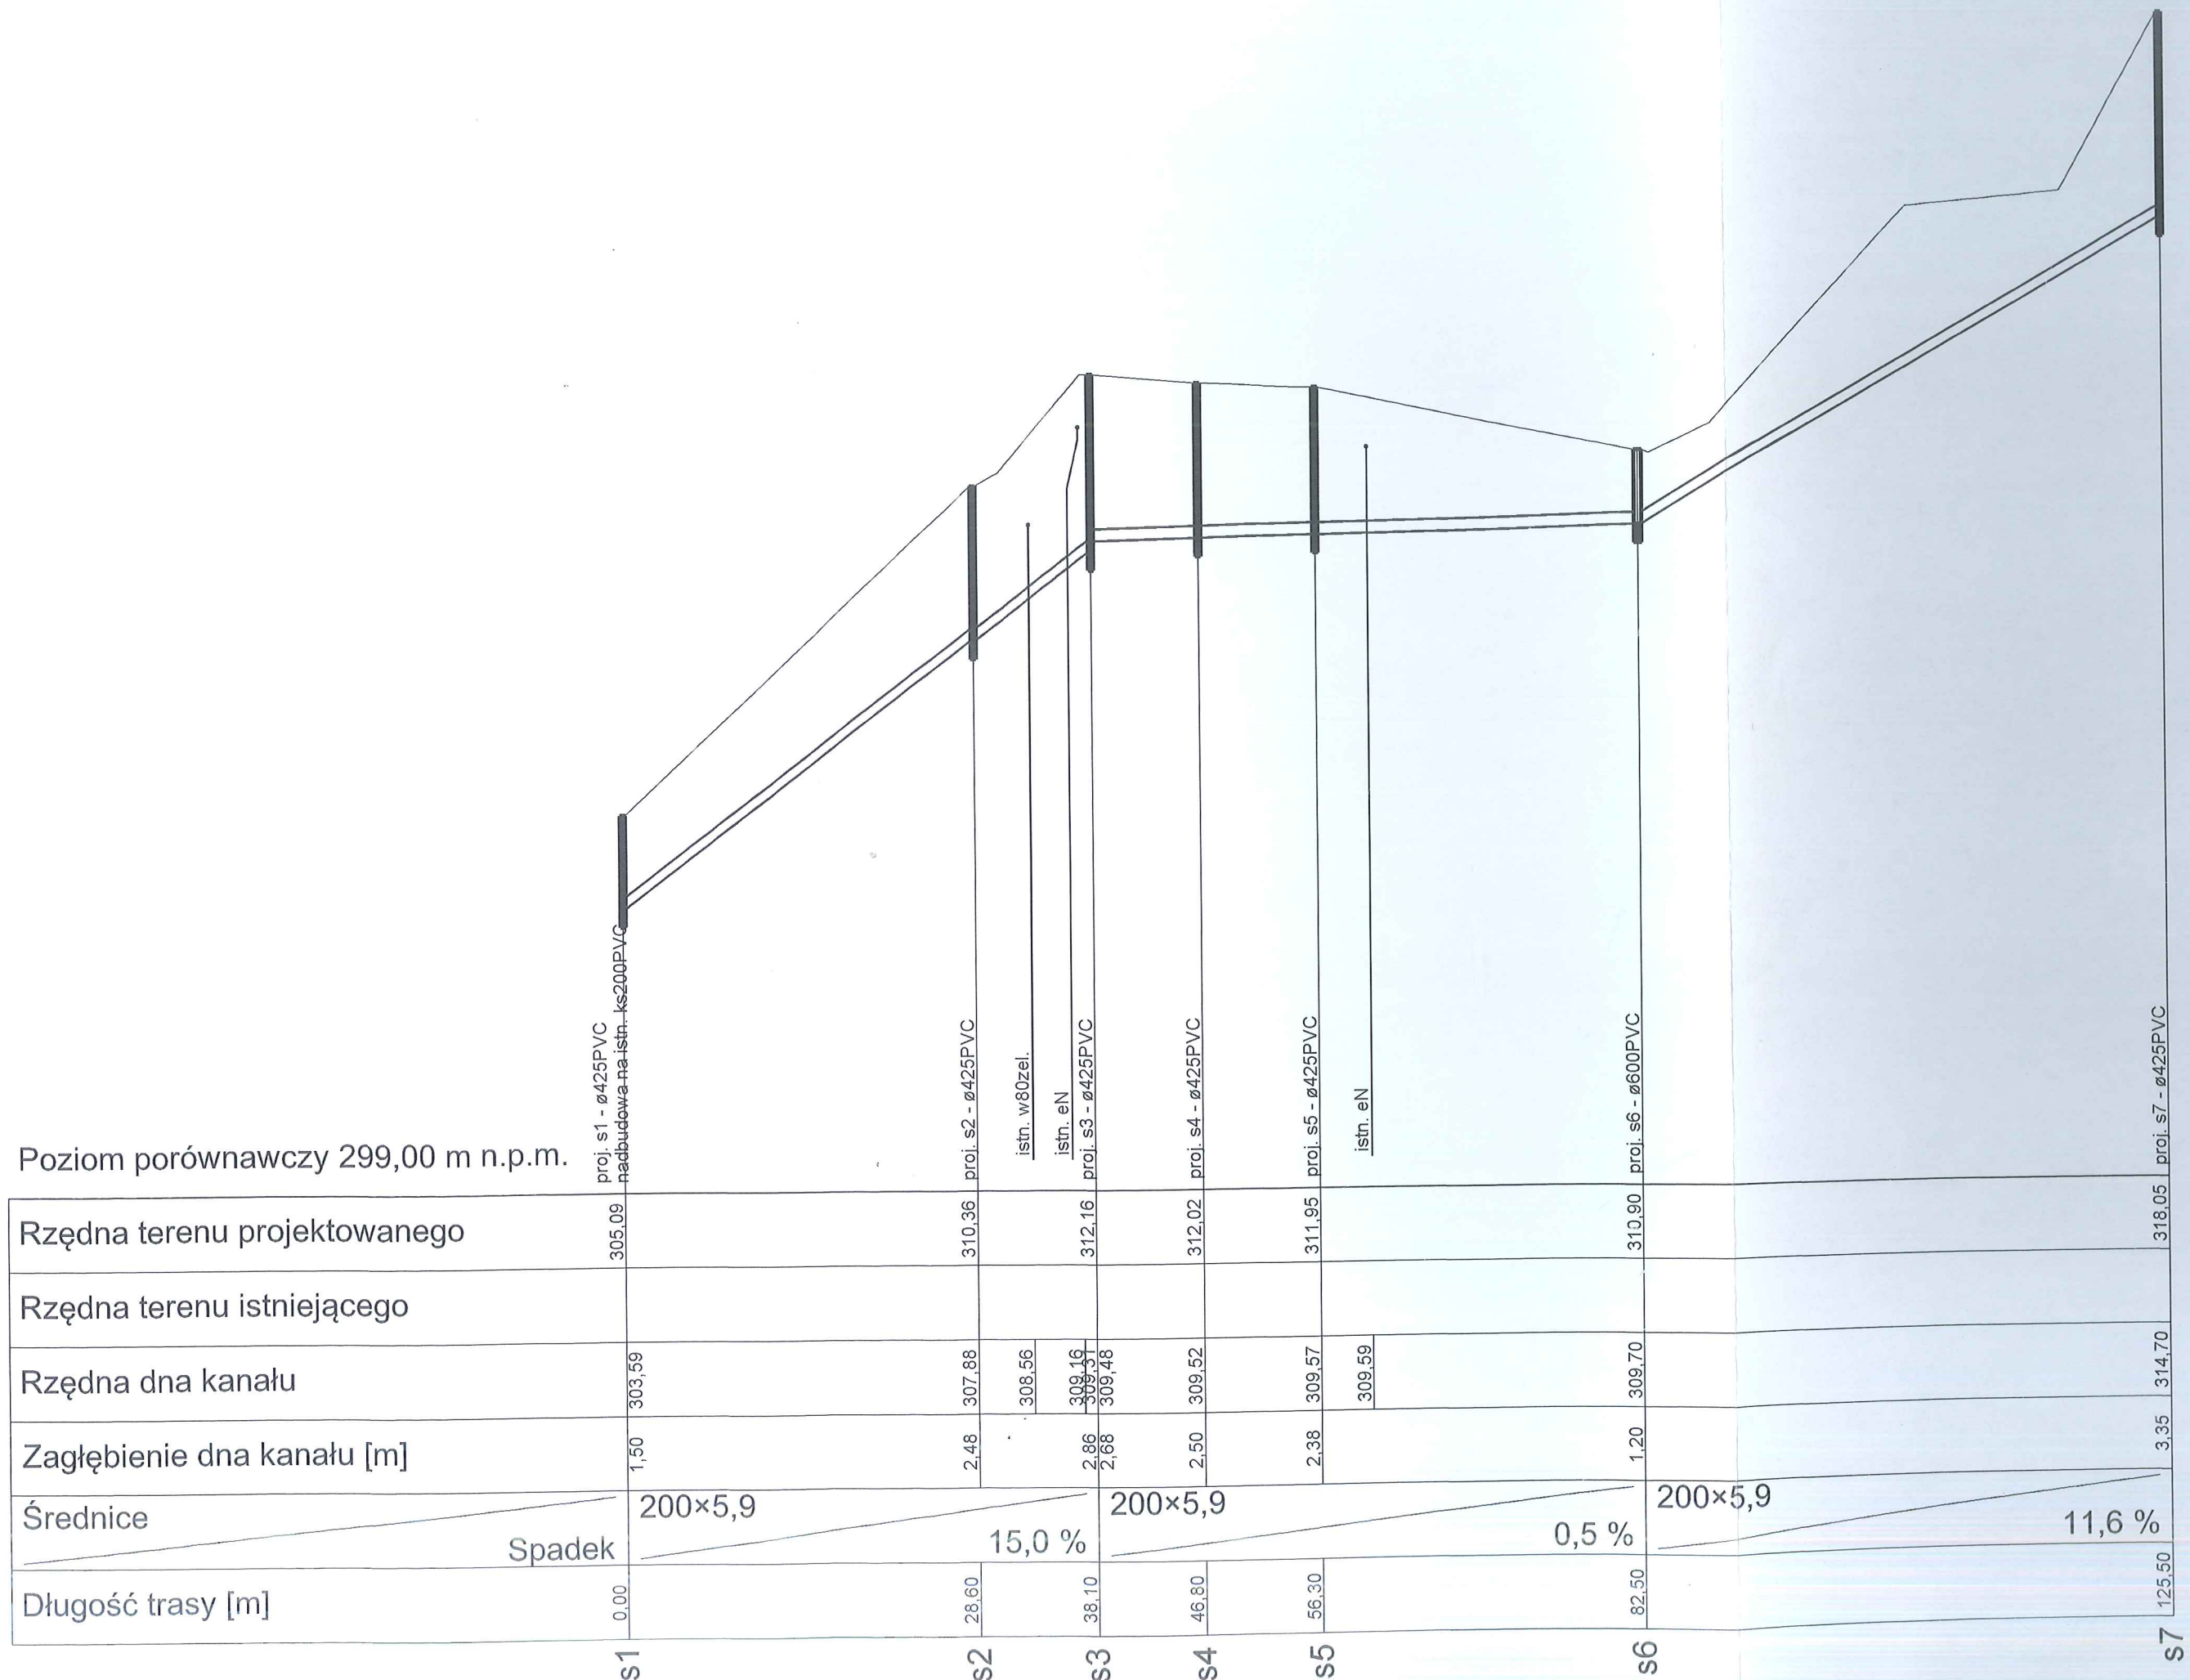 proj. s1 - ø425PVC
nadbudowa na istn. ks200PVC
proj. s2 - ø425PVC
istn. w80żel.
istn. eN
proj. s3 - ø425PVC
proj. s4 - ø425PVC
proj. s5 - ø425PVC
istn. eN
proj. s6 - ø600PVC
proj. s7 - ø425PVC
Poziom porównawczy 299,00 m n.p.m.
Rzędna terenu projektowanego 305,09 310,36 312,16 312,02 311,95 310,90 318,05
Rzędna terenu istniejącego
Rzędna dna kanału 303,59 307,88 308,56 309,16 309,31 309,48 309,52 309,57 309,59 309,70 314,70
Zagłębienie dna kanału [m] 1,50 2,48 2,86 2,68 2,50 2,38 1,20 3,35
Średnice 200×5,9 200×5,9 200×5,9
Spadek 15,0 % 0,5 % 11,6 %
Długość trasy [m] 0,00 28,60 38,10 46,80 56,30 82,50 125,50
s1 s2 s3 s4 s5 s6 s7